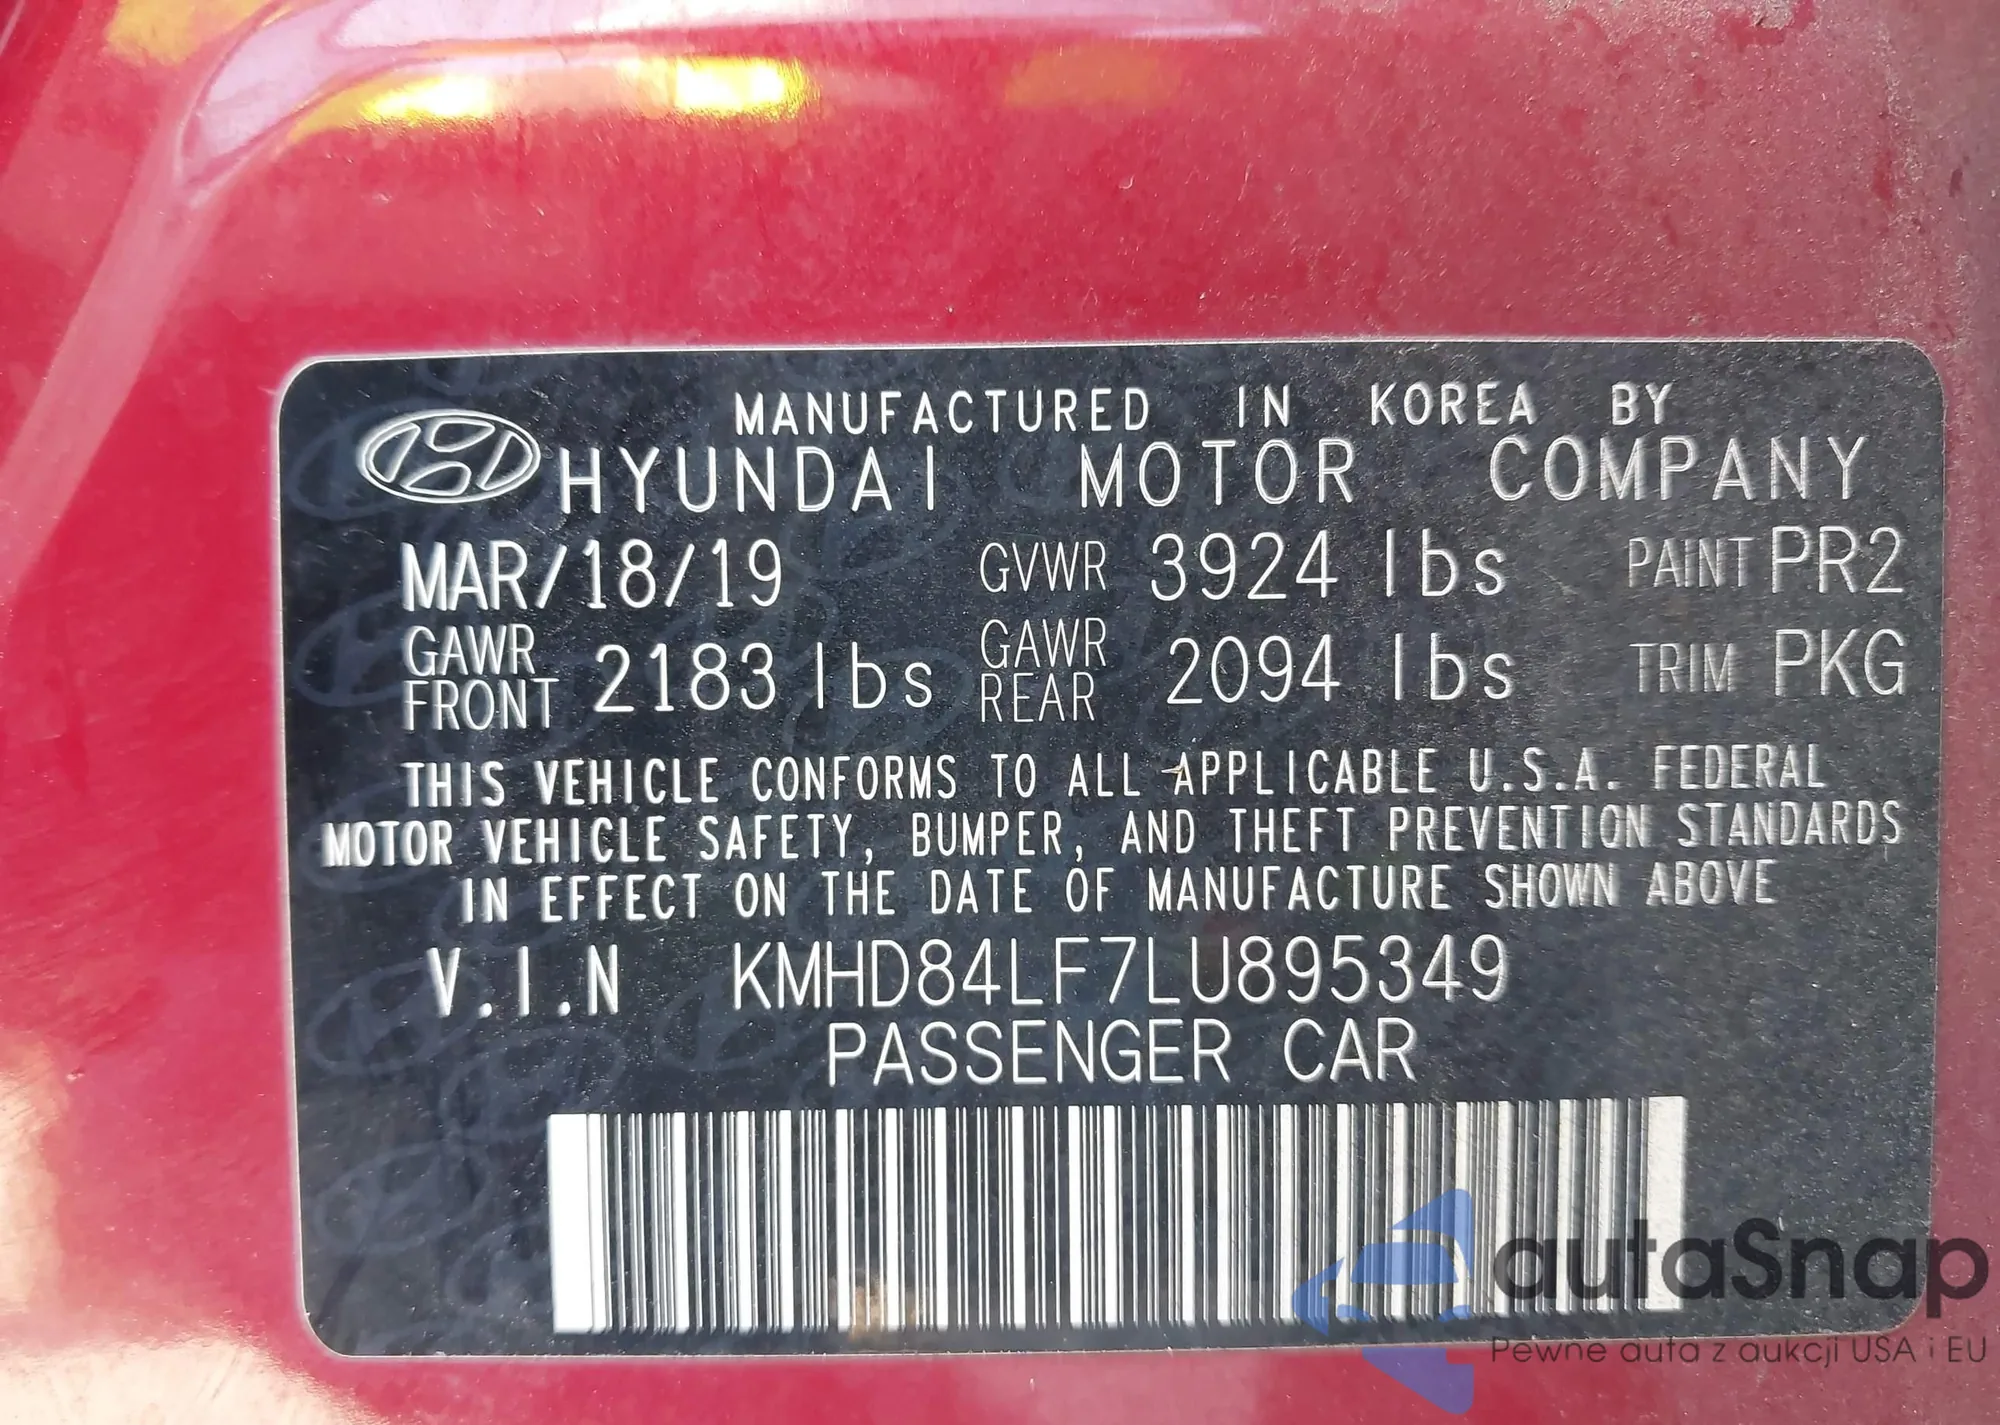 MANUFACTURED IN KOREA BY
HYUNDAI MOTOR COMPANY
MAR/18/19 GVWR 3924 lbs PAINT PR2
GAWR FRONT 2183 lbs GAWR REAR 2094 lbs TRIM PKG
THIS VEHICLE CONFORMS TO ALL APPLICABLE U.S.A. FEDERAL
MOTOR VEHICLE SAFETY, BUMPER, AND THEFT PREVENTION STANDARDS
IN EFFECT ON THE DATE OF MANUFACTURE SHOWN ABOVE
V.I.N KMHD84LF7LU895349
PASSENGER CAR
autaSnap
Pewne auta z aukcji USA i EU